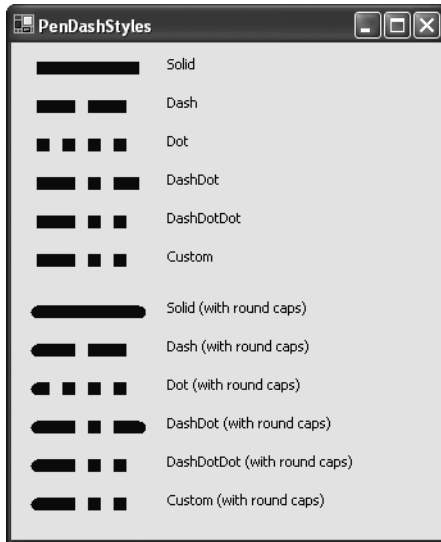 PenDashStyles
Solid
Dash
Dot
DashDot
DashDotDot
Custom
Solid (with round caps)
Dash (with round caps)
Dot (with round caps)
DashDot (with round caps)
DashDotDot (with round caps)
Custom (with round caps)